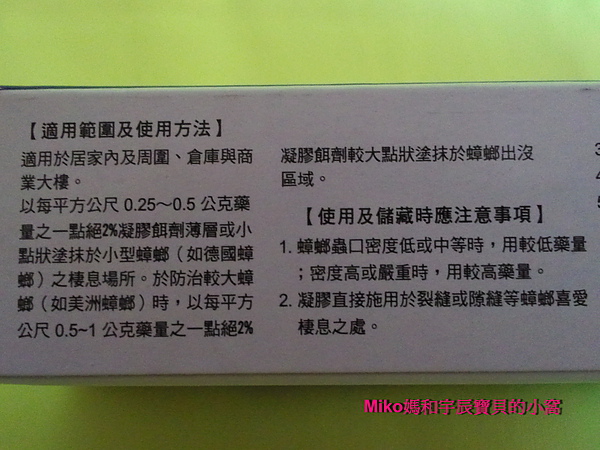 【適用範圍及使用方法】
適用於居家內及周圍、倉庫與商
業大樓。
以每平方公尺 0.25～0.5 公克藥
量之一點絕2%凝膠餌劑薄層或小
點狀塗抹於小型蟑螂（如德國蟑
螂）之棲息場所。於防治較大蟑
螂（如美洲蟑螂）時，以每平方
公尺 0.5~1 公克藥量之一點絕2%
凝膠餌劑較大點狀塗抹於蟑螂出沒
區域。
【使用及儲藏時應注意事項】
1. 蟑螂蟲口密度低或中等時，用較低藥量
；密度高或嚴重時，用較高藥量。
2. 凝膠直接施用於裂縫或隙縫等蟑螂喜愛
棲息之處。
Miko媽和宇辰寶貝的小窩